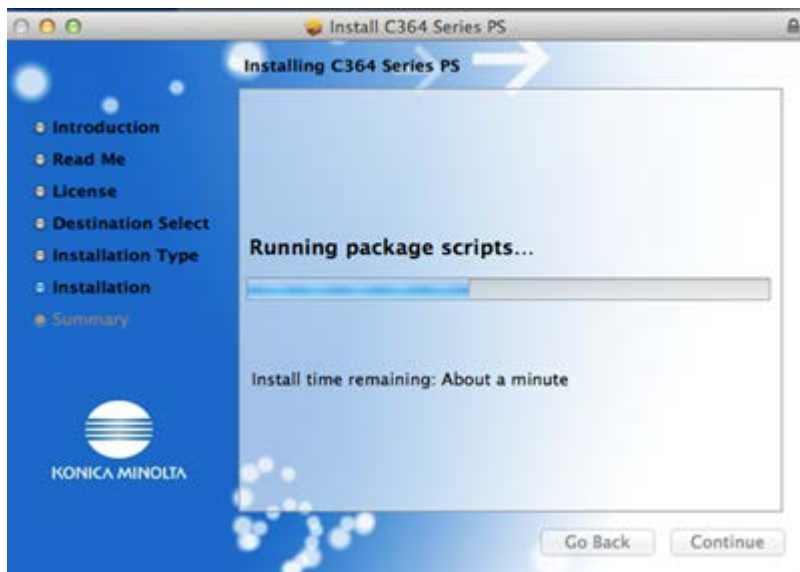 Install C364 Series PS
Installing C364 Series PS
Introduction
Read Me
License
Destination Select
Installation Type
Installation
Summary
Running package scripts...
Install time remaining: About a minute
KONICA MINOLTA
Go Back
Continue